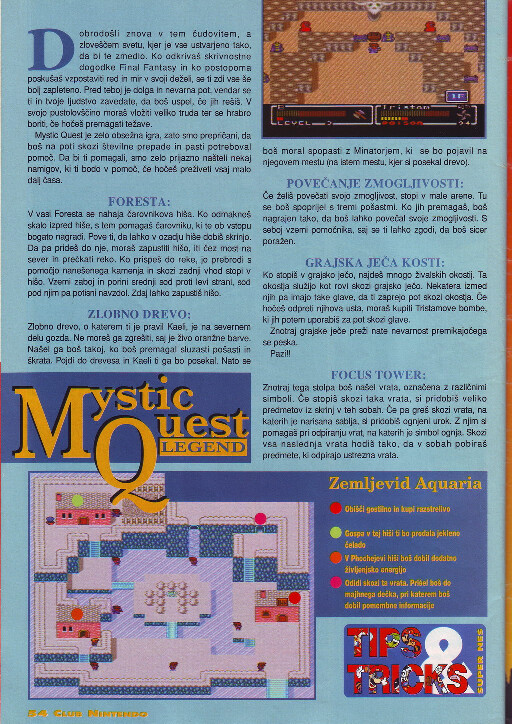 Dobrodošli znova v tem čudovitem, a
zloveščem svetu, kjer je vse ustvarjeno tako,
da bi te zmedlo. Ko odkrivaš skrivnostne
dogodke Final Fantasy in ko postopoma
poskušaš vzpostaviti red in mir v svoji deželi, se ti zdi vse še
bolj zapleteno. Pred teboj je dolga in nevarna pot, vendar se
ti in tvoje ljudstvo zavedate, da boš uspel, če jih rešiš. V
svojo pustolovščino moraš vložiti veliko truda ter se hrabro
boriti, če hočeš premagati težave.
Mystic Quest je zelo obsežna igra, zato smo prepričani, da
boš na poti skozi številne prepade in pasti potreboval
pomoč. Da bi ti pomagali, smo zelo prijazno našteli nekaj
namigov, ki ti bodo v pomoč, če hočeš preživeti vsaj malo
dalj časa.
FORESTA:
V vasi Foresta se nahaja čarovnikova hiša. Ko odmakneš
skalo izpred hiše, s tem pomagaš čarovniku, ki te ob vstopu
bogato nagradi. Pove ti, da lahko v ozadju hiše dobiš skrinjo.
Da pa prideš do nje, moraš zapustiti hišo, iti čez most na
sever in prečkati reko. Ko prispeš do reke, jo prebrodi s
pomočjo nanešenega kamenja in skozi zadnji vhod stopi v
hišo. Vzemi zaboj in porini srednji sod proti levi strani, sod
pod njim pa potisni navzdol. Zdaj lahko zapustiš hišo.
ZLOBNO DREVO:
Zlobno drevo, o katerem ti je pravil Kaeli, je na severnem
delu gozda. Ne moreš ga zgrešiti, saj je živo oranžne barve.
Našel ga boš takoj, ko boš premagal sluzasti pošasti in
škrata. Pojdi do drevesa in Kaeli ti ga bo posekal. Nato se
LEVEL 2
Tristam
24
boš moral spopasti z Minatorjem, ki se bo pojavil na
njegovem mestu (na istem mestu, kjer si posekal drevo).
POVEČANJE ZMOGLJIVOSTI:
Če želiš povečati svojo zmogljivost, stopi v male arene. Tu
se boš spoprijel s tremi pošastmi. Ko jih premagaš, boš
nagrajen tako, da boš lahko povečal svoje zmogljivosti. S
seboj vzemi pomočnika, saj se ti lahko zgodi, da boš sicer
poražen.
GRAJSKA JEČA KOSTI:
Ko stopiš v grajsko ječo, najdeš mnogo živalskih okostij. Ta
okostja služijo kot rovi skozi grajsko ječo. Nekatera izmed
njih pa imajo take glave, da ti zaprejo pot skozi okostja. Če
hočeš odpreti njihova usta, moraš kupiti Tristamove bombe,
ki jih potem uporabiš za pot skozi glave.
Znotraj grajske ječe preži nate nevarnost premikajočega
se peska.
Pazi!!
FOCUS TOWER:
Znotraj tega stolpa boš našel vrata, označena z različnimi
simboli. Če stopiš skozi taka vrata, si pridobiš veliko
predmetov iz skrinj v teh sobah. Če pa greš skozi vrata, na
katerih je narisana sablja, si pridobiš ognjeni urok. Z njim si
pomagaš pri odpiranju vrat, na katerih je simbol ognja. Skozi
vsa naslednja vrata hodiš tako, da v sobah pobiraš
predmete, ki odpirajo ustrezna vrata.
Mystic
Quest
LEGEND
Zemljevid Aquaria
Obišči gostilno in kupi razstrelivo
Gospa v tej hiši ti bo prodala jekleno
čelado
V Phoebejevi hiši boš dobil dodatno
življenjsko energijo
Odidi skozi ta vrata. Prišel boš do
majhnega dečka, pri katerem boš
dobil pomembne informacije
TIPS
&
TRICKS
SUPER NES
54 CLUB NINTENDO